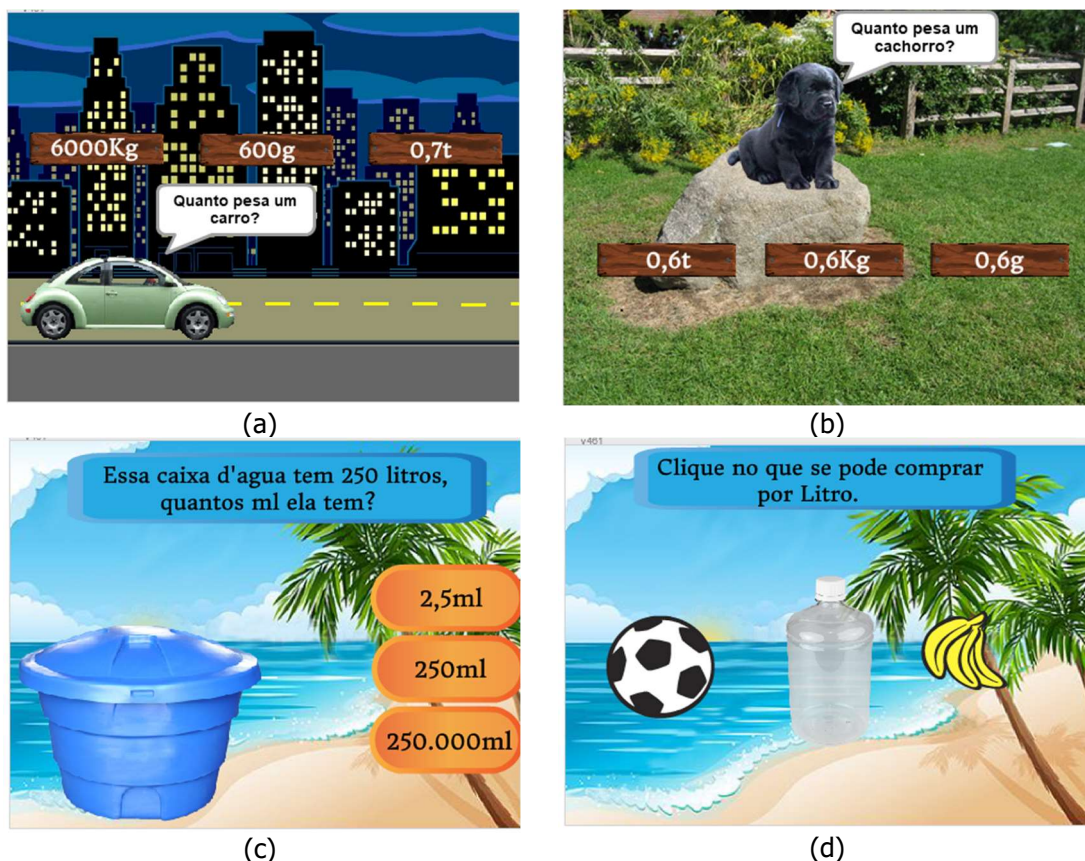 6000Kg 600g 0,7t
Quanto pesa um
carro?
(a)
Quanto pesa um
cachorro?
0,6t 0,6Kg 0,6g
(b)
Essa caixa d'agua tem 250 litros,
quantos ml ela tem?
2,5ml
250ml
250.000ml
(c)
v461
Clique no que se pode comprar
por Litro.
(d)